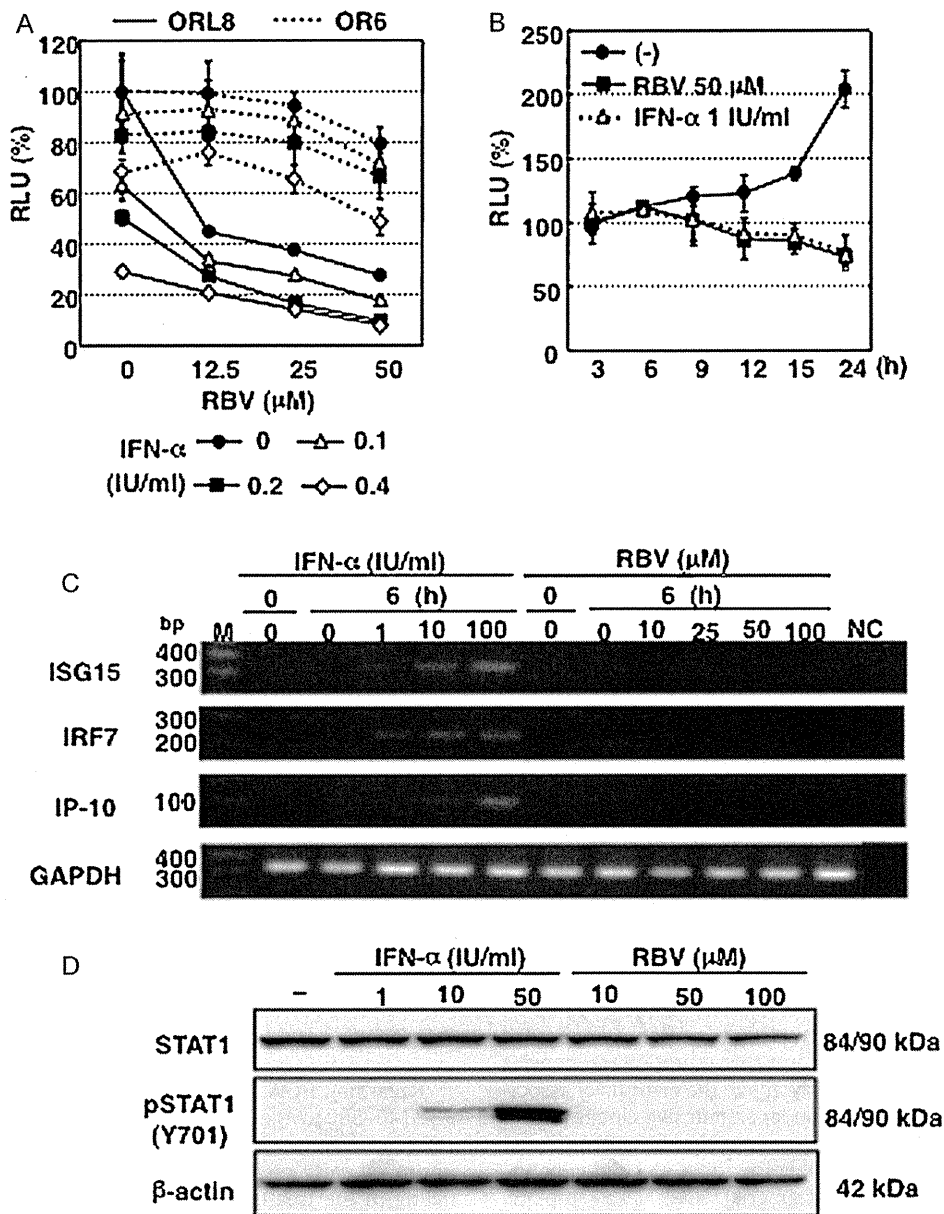 A
ORL8
OR6
RLU (%)
120
100
80
60
40
20
0
0 12.5 25 50
RBV (μM)
IFN-α (IU/ml)
0
0.1
0.2
0.4
B
RLU (%)
250
200
150
100
50
0
(-)
RBV 50 μM
IFN-α 1 IU/ml
3 6 9 12 15 24 (h)
C
IFN-α (IU/ml) RBV (μM)
0 6 (h) 0 6 (h)
bp M 0 0 1 10 100 0 0 10 25 50 100 NC
ISG15 400 300
IRF7 300 200
IP-10 100
GAPDH 400 300
D
IFN-α (IU/ml) RBV (μM)
– 1 10 50 10 50 100
STAT1 84/90 kDa
pSTAT1 (Y701) 84/90 kDa
β-actin 42 kDa